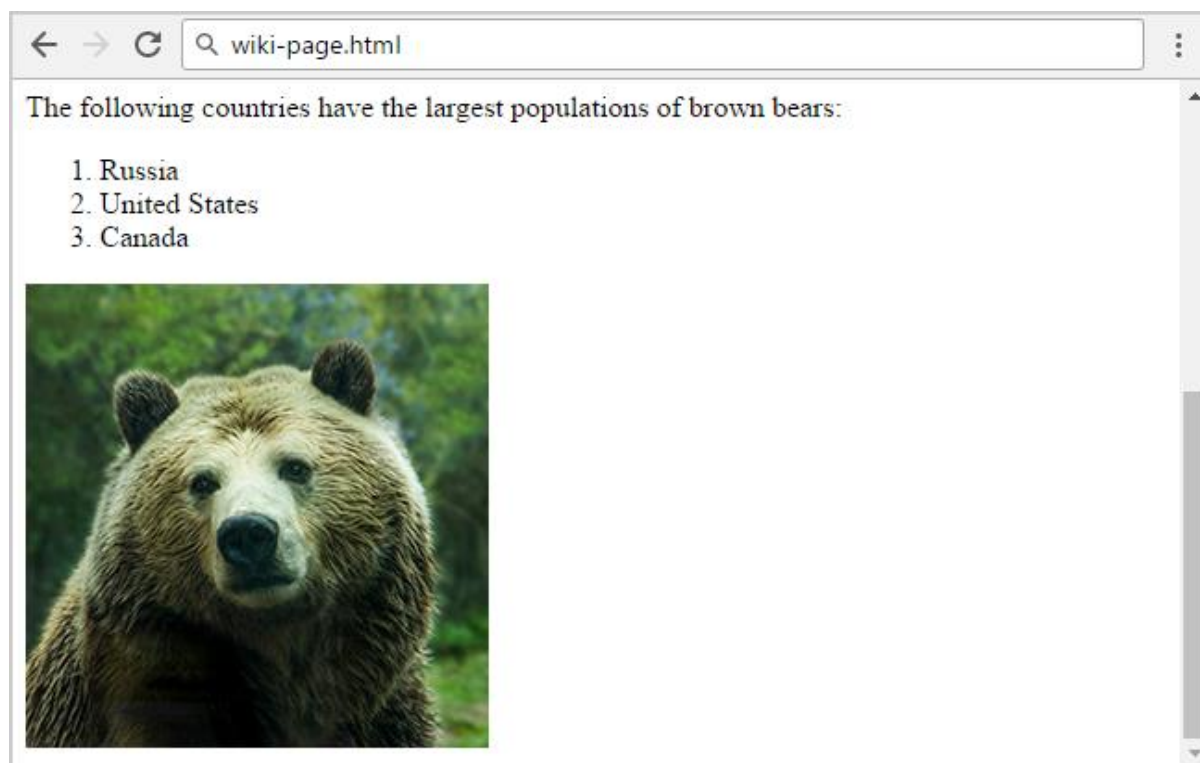 wiki-page.html
The following countries have the largest populations of brown bears:
1. Russia
2. United States
3. Canada